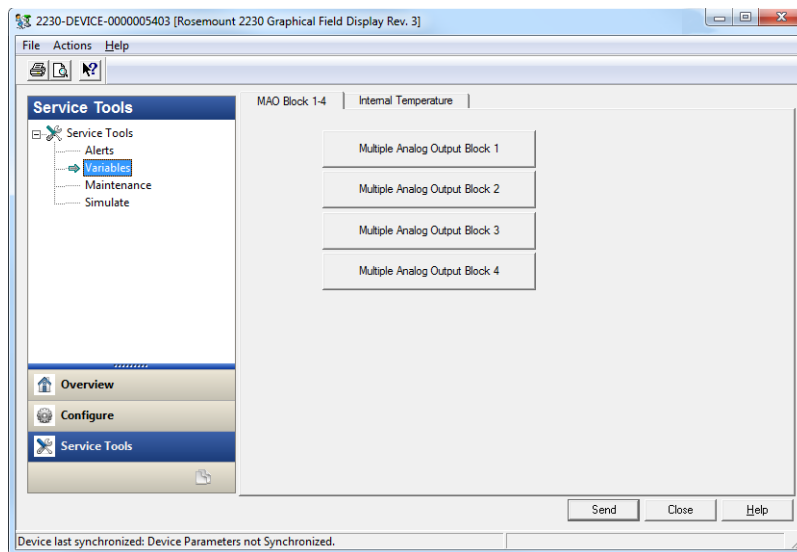 2230-DEVICE-0000005403 [Rosemount 2230 Graphical Field Display Rev. 3]
File Actions Help
Service Tools
MAO Block 1-4 Internal Temperature
Service Tools
Alerts
Variables
Maintenance
Simulate
Multiple Analog Output Block 1
Multiple Analog Output Block 2
Multiple Analog Output Block 3
Multiple Analog Output Block 4
Overview
Configure
Service Tools
Send Close Help
Device last synchronized: Device Parameters not Synchronized.